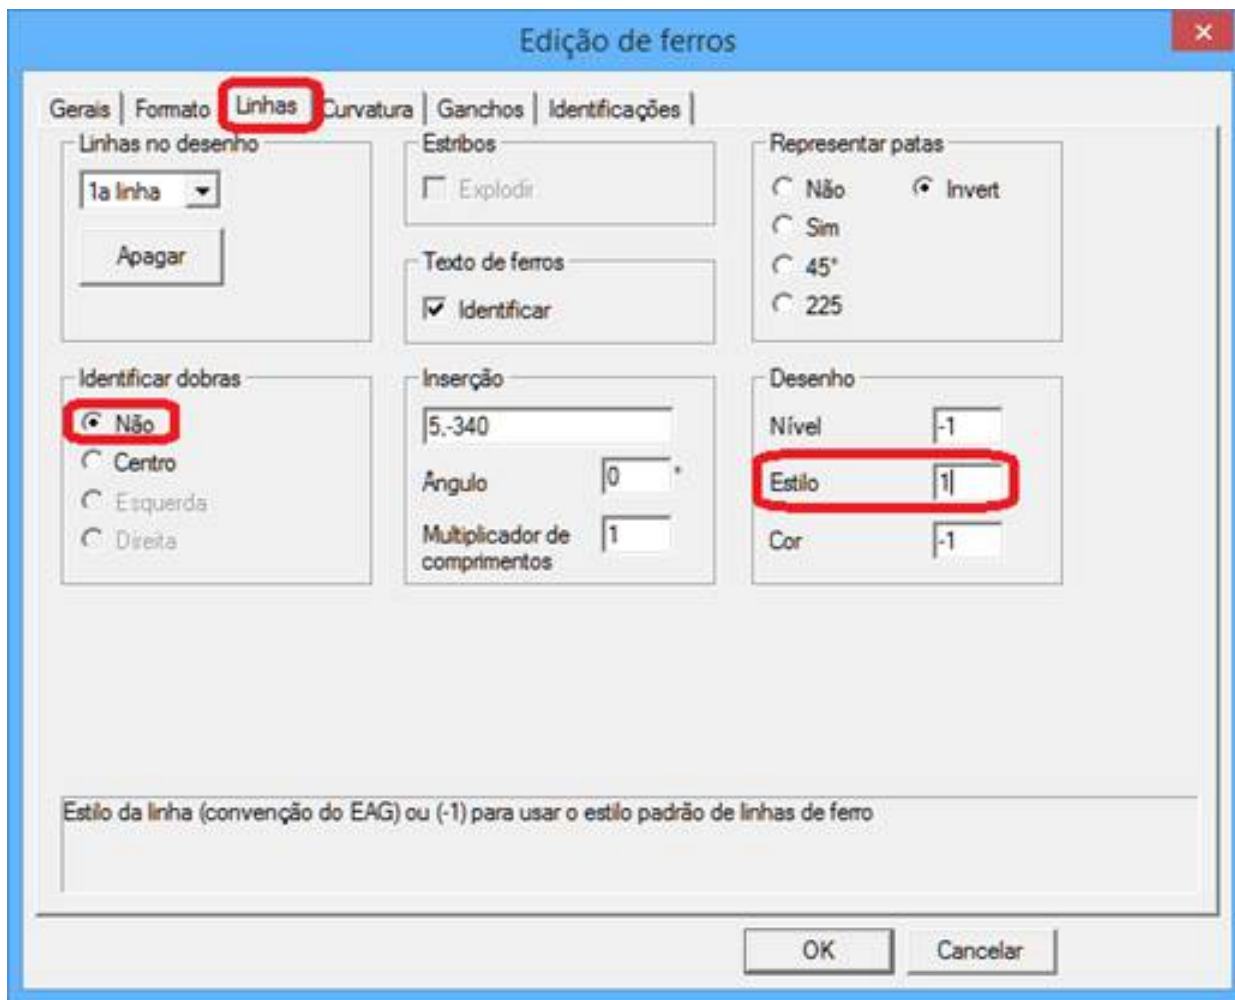 Edição de ferros
Gerais Formato Linhas Curvatura Ganchos Identificações
Linhas no desenho
1a linha
Apagar
Estribos
Explodir
Texto de ferros
Identificar
Representar patas
Não Invert
Sim
45°
225
Identificar dobras
Não
Centro
Esquerda
Direita
Inserção
5,-340
Ângulo 0 °
Multiplicador de 1
comprimentos
Desenho
Nível -1
Estilo 1
Cor -1
Estilo da linha (convenção do EAG) ou (-1) para usar o estilo padrão de linhas de ferro
OK Cancelar